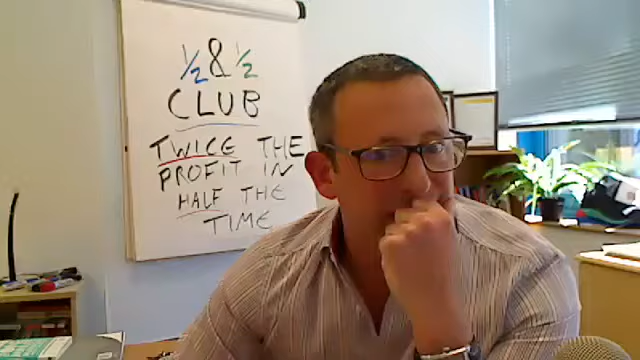 1/2 & 1/2
CLUB
TWICE THE
PROFIT IN
HALF THE
TIME